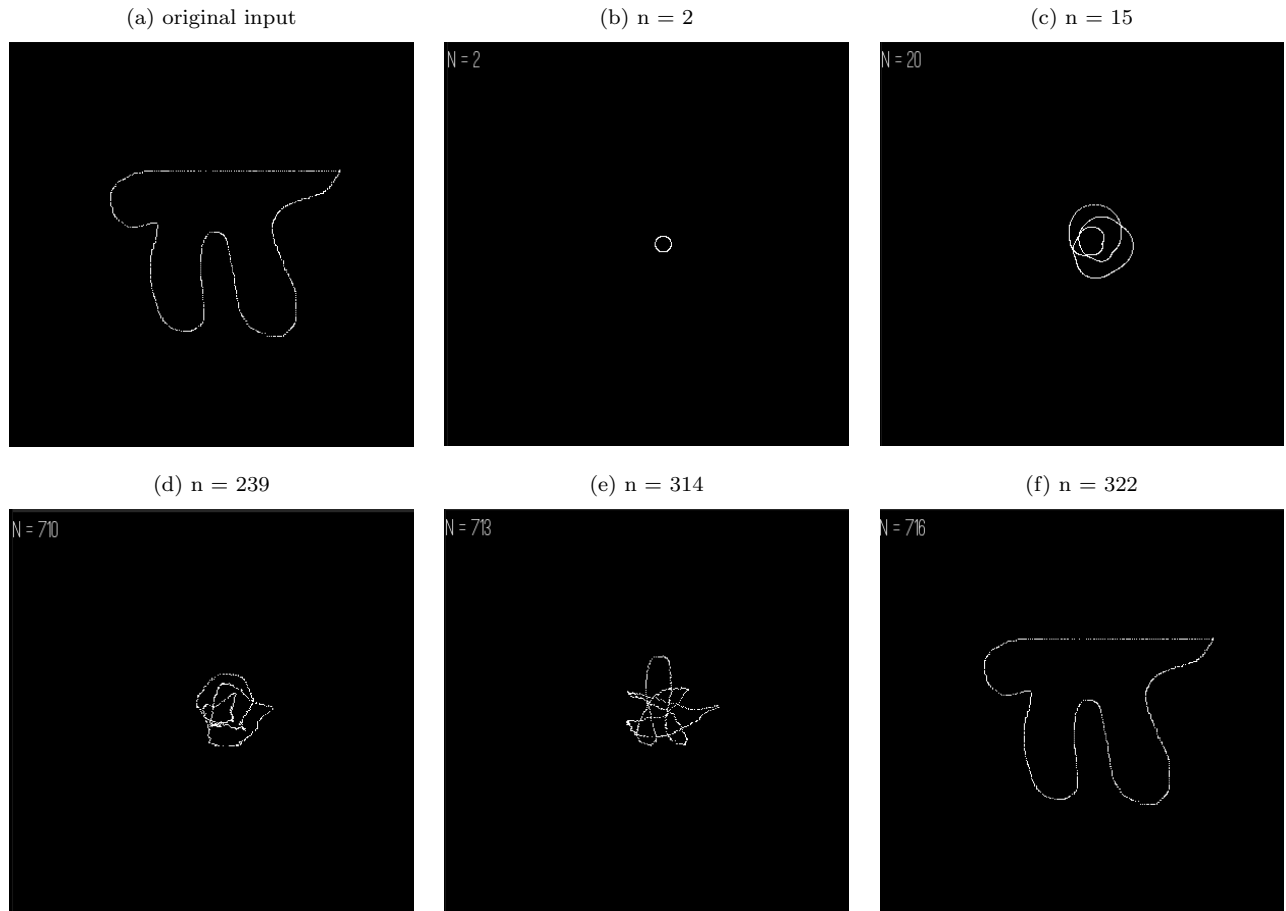 (a) original input
(b) n = 2
(c) n = 15
N = 2
N = 20
(d) n = 239
(e) n = 314
(f) n = 322
N = 710
N = 713
N = 716